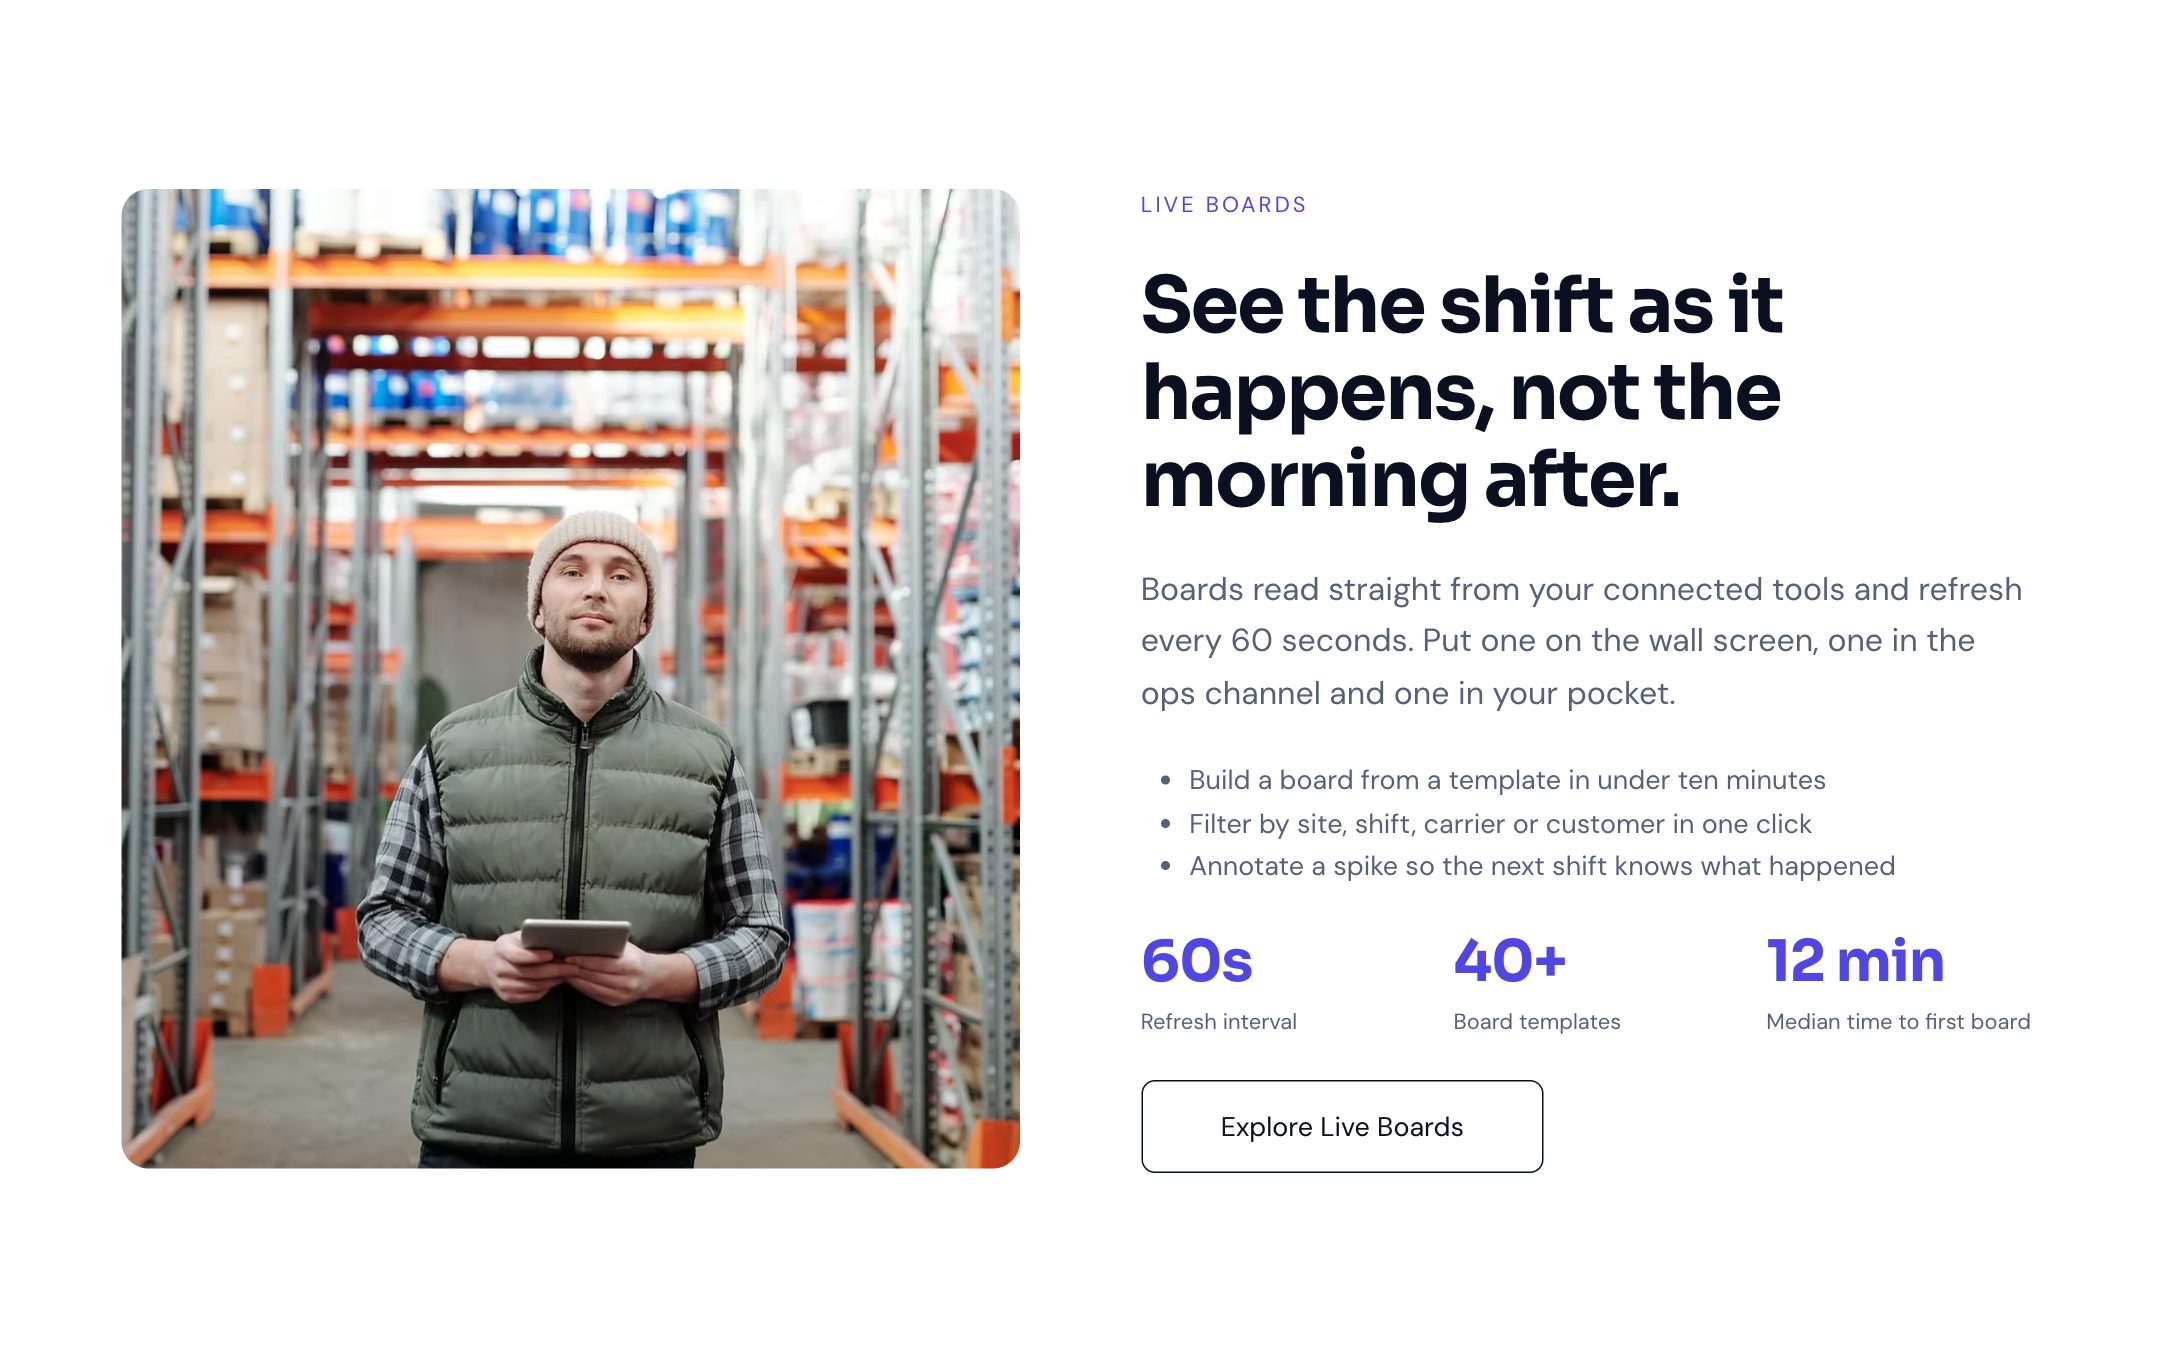 LIVE BOARDS
See the shift as it
happens, not the
morning after.
Boards read straight from your connected tools and refresh
every 60 seconds. Put one on the wall screen, one in the
ops channel and one in your pocket.
• Build a board from a template in under ten minutes
• Filter by site, shift, carrier or customer in one click
• Annotate a spike so the next shift knows what happened
60s
40+
12 min
Refresh interval
Board templates
Median time to first board
Explore Live Boards